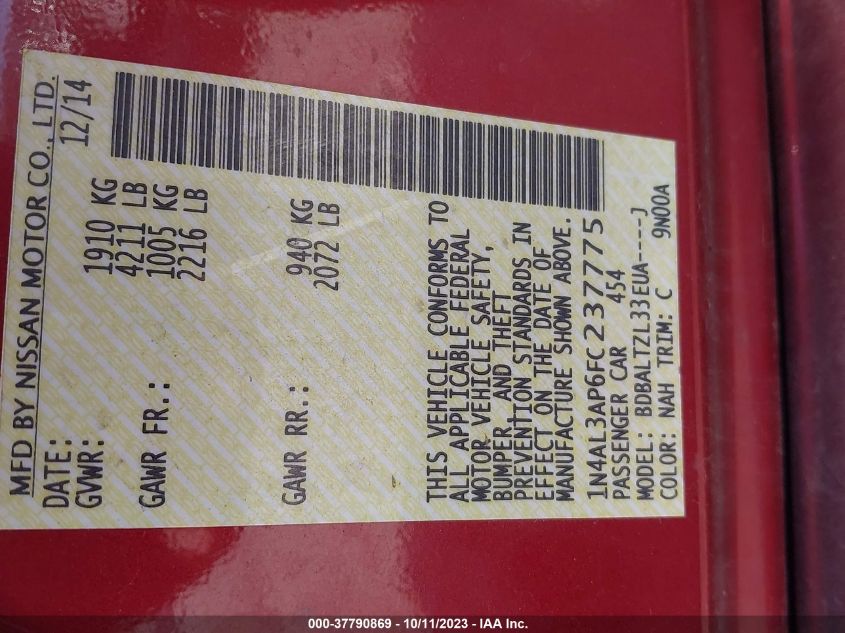 MFD BY NISSAN MOTOR CO., LTD.
DATE: 12/14
GVWR: 1910 KG
4211 LB
GAWR FR.: 1005 KG
2216 LB
GAWR RR.: 940 KG
2072 LB
THIS VEHICLE CONFORMS TO
ALL APPLICABLE FEDERAL
MOTOR VEHICLE SAFETY,
BUMPER AND THEFT
PREVENTION STANDARDS IN
EFFECT ON THE DATE OF
MANUFACTURE SHOWN ABOVE.
1N4AL3AP6FC237775
PASSENGER CAR 454
MODEL: BDBALTZL33EUA-----J
COLOR: NAH TRIM: C 9N00A
000-37790869 - 10/11/2023 - IAA Inc.